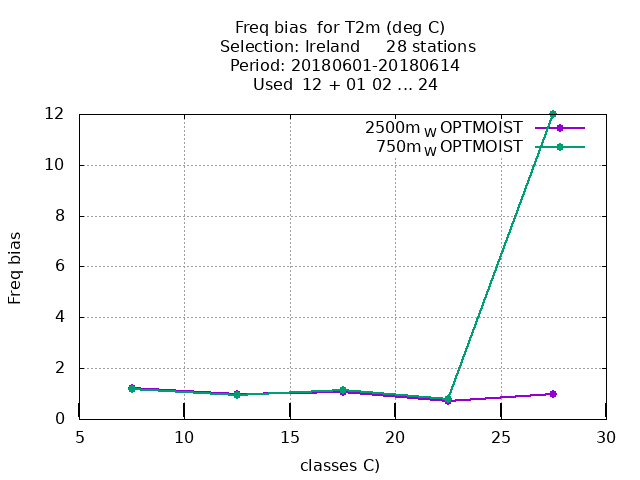 Freq bias  for T2m (deg C)
Selection: Ireland     28 stations
Period: 20180601-20180614
Used  12 + 01 02 ... 24
2500m W OPTMOIST
750m W OPTMOIST
12
10
8
6
4
2
0
Freq bias
5
10
15
20
25
30
classes C)